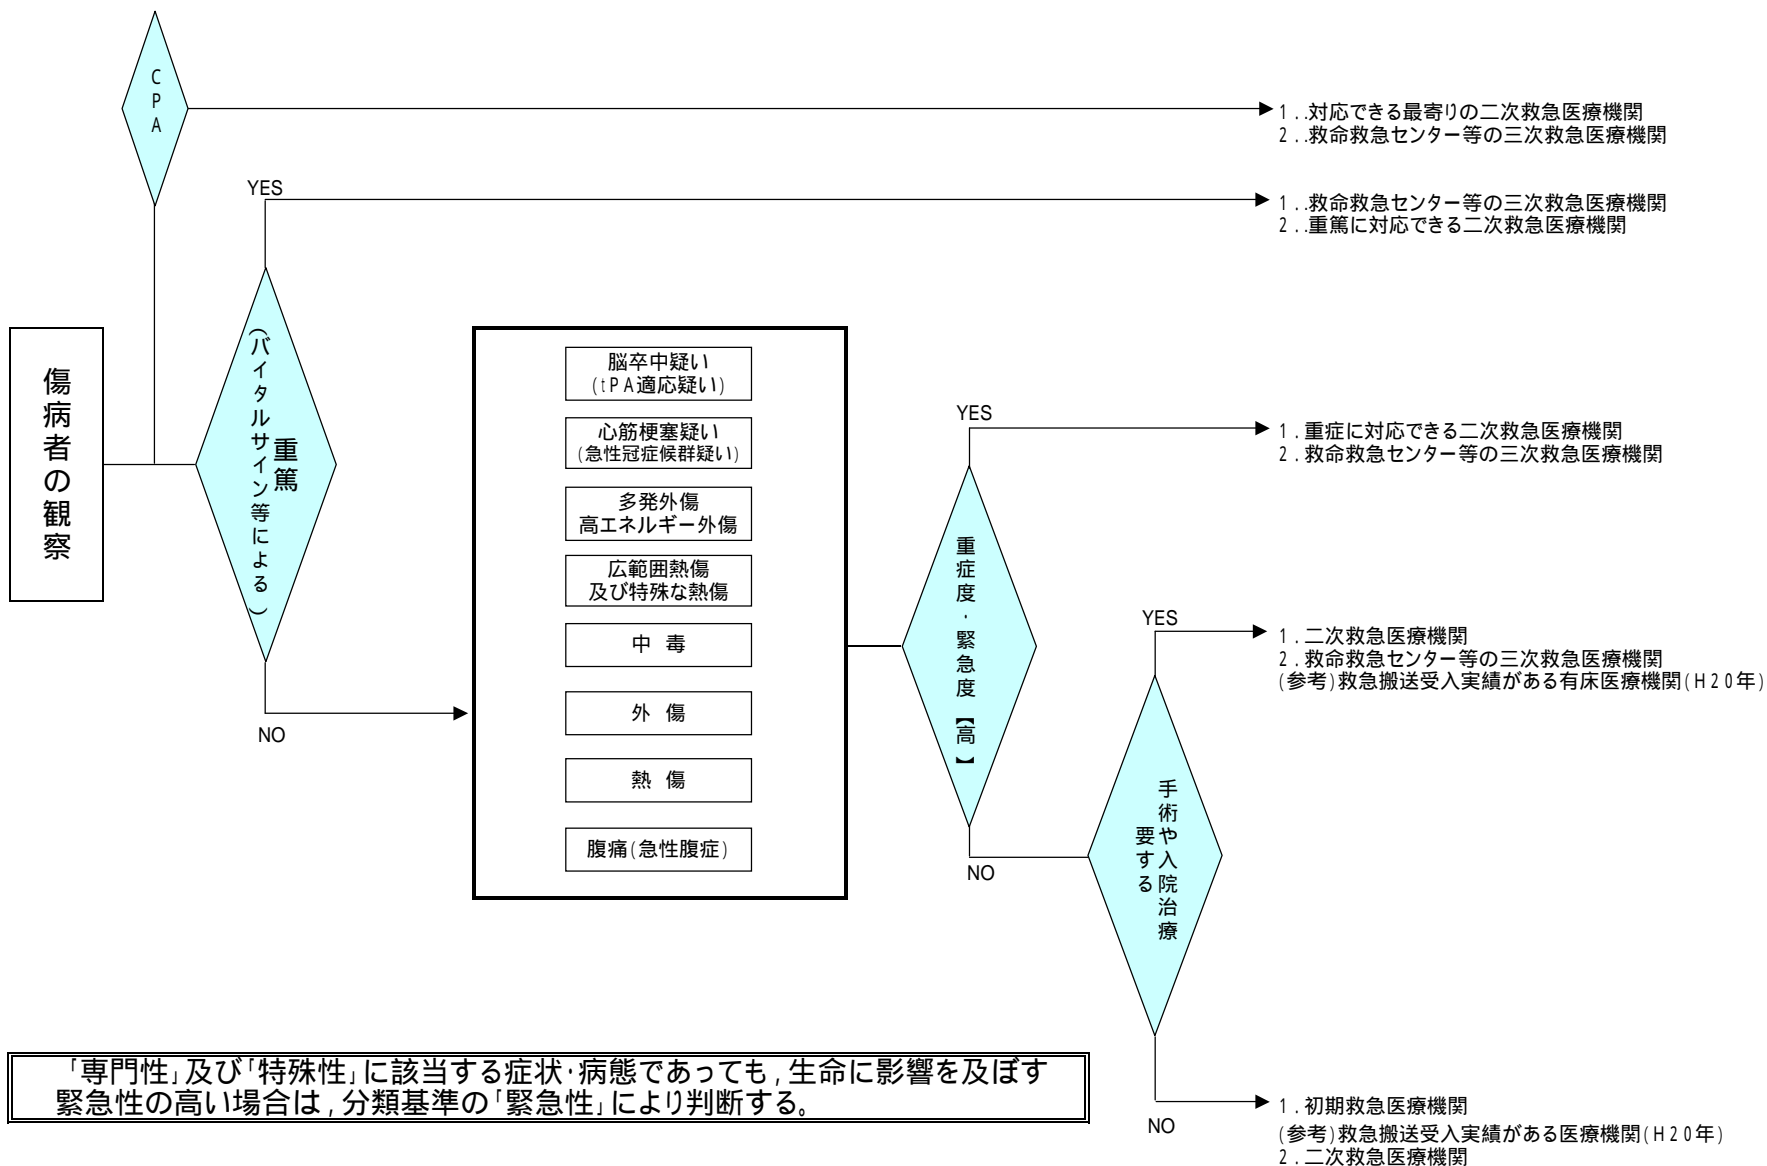 CPA
1..対応できる最寄りの二次救急医療機関
2..救命救急センター等の三次救急医療機関
YES
1..救命救急センター等の三次救急医療機関
2..重篤に対応できる二次救急医療機関
傷病者の観察
重篤
(バイタルサイン等による)
NO
脳卒中疑い
(tPA適応疑い)
心筋梗塞疑い
(急性冠症候群疑い)
多発外傷
高エネルギー外傷
広範囲熱傷
及び特殊な熱傷
中 毒
外 傷
熱 傷
腹痛(急性腹症)
YES
重症度・緊急度【高】
NO
1.重症に対応できる二次救急医療機関
2.救命救急センター等の三次救急医療機関
YES
手術や入院治療
要する
NO
1.二次救急医療機関
2.救命救急センター等の三次救急医療機関
(参考)救急搬送受入実績がある有床医療機関(H20年)
1.初期救急医療機関
(参考)救急搬送受入実績がある医療機関(H20年)
2.二次救急医療機関
「専門性」及び「特殊性」に該当する症状・病態であっても,生命に影響を及ぼす
緊急性の高い場合は,分類基準の「緊急性」により判断する。